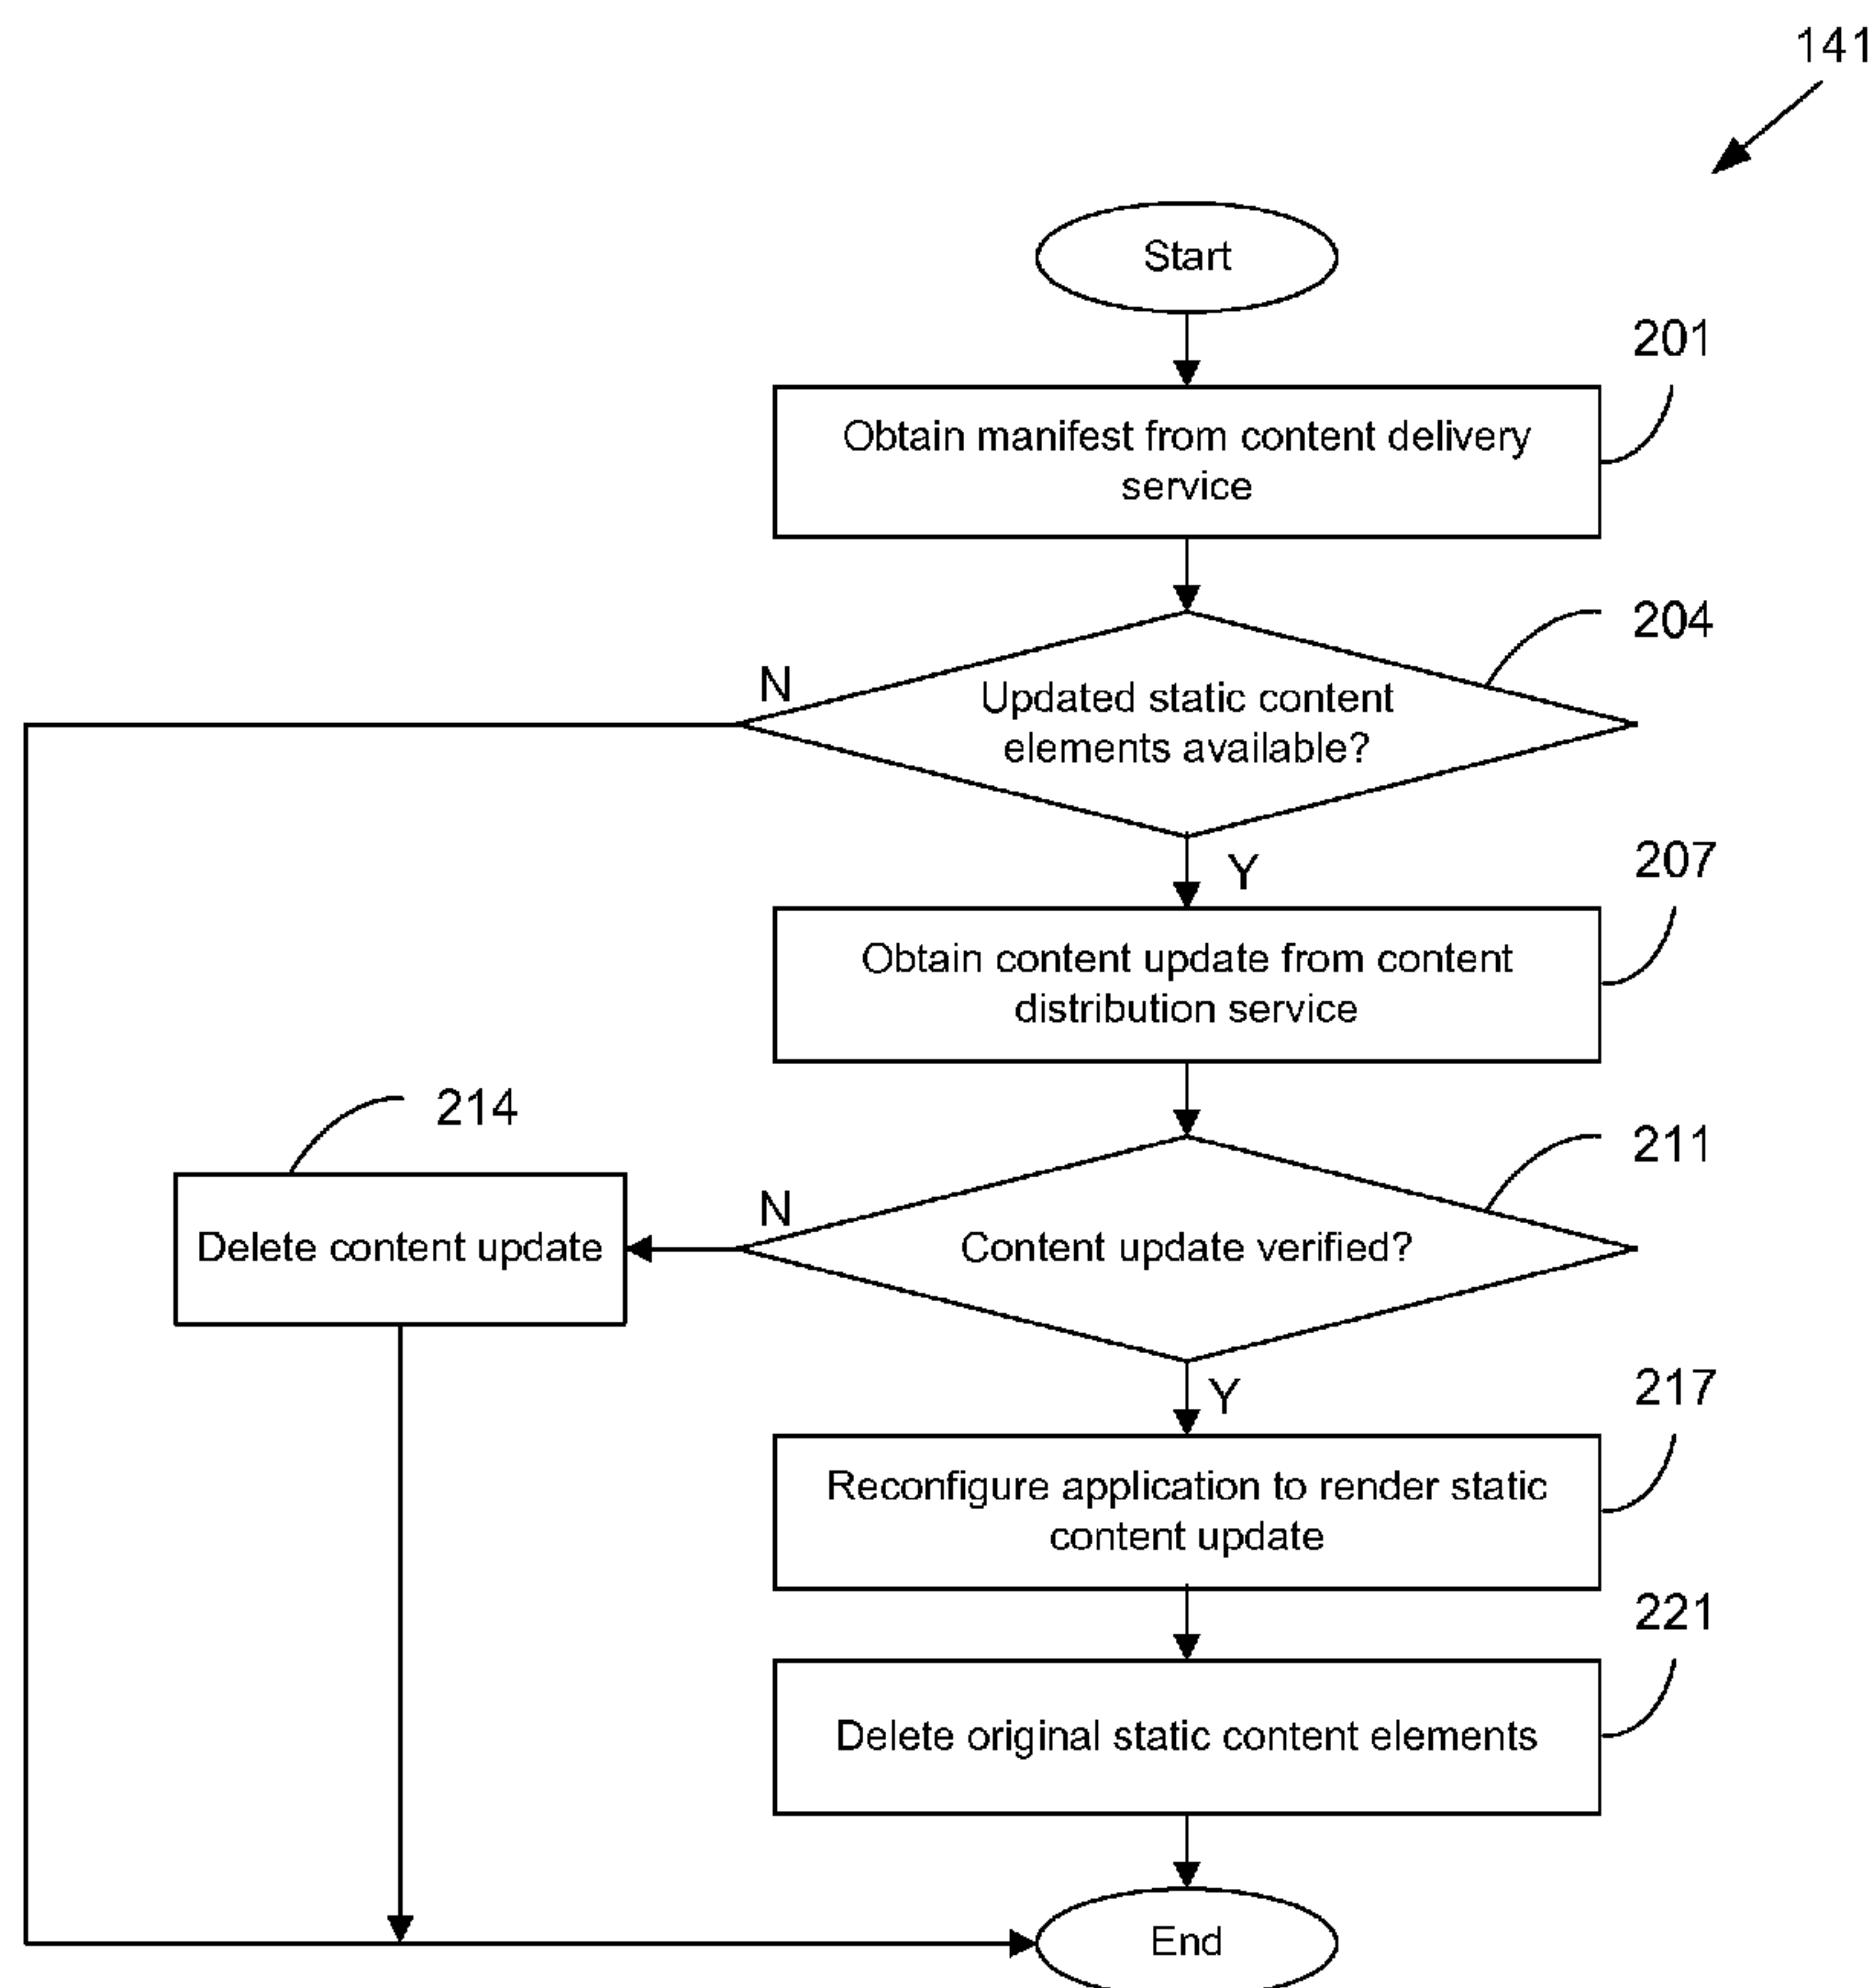 141
Start
201
Obtain manifest from content delivery
service
204
N
Updated static content
elements available?
Y
207
Obtain content update from content
distribution service
214
211
N
Delete content update
Content update verified?
Y
217
Reconfigure application to render static
content update
221
Delete original static content elements
End